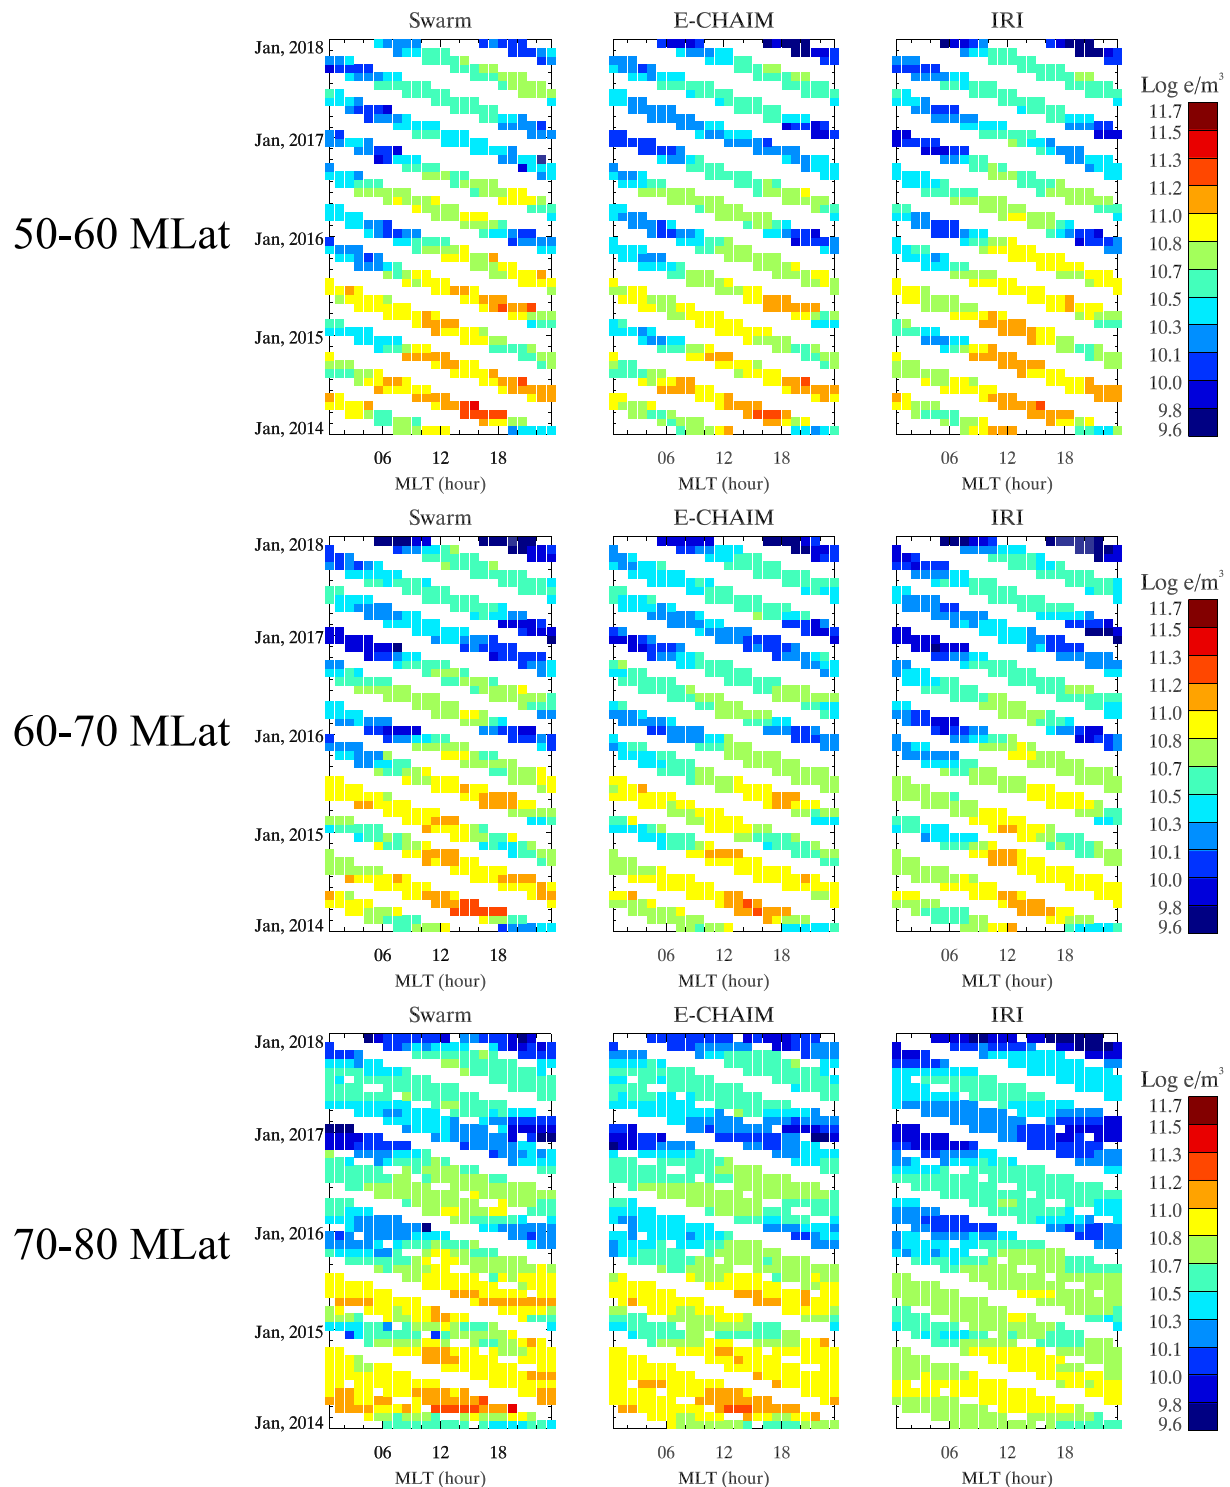 Swarm E-CHAIM IRI
Jan, 2018
Jan, 2017
Jan, 2016
Jan, 2015
Jan, 2014
50-60 MLat
06 12 18 06 12 18 06 12 18
MLT (hour) MLT (hour) MLT (hour)
Log e/m³
11.7
11.5
11.3
11.2
11.0
10.8
10.7
10.5
10.3
10.1
10.0
9.8
9.6
Swarm E-CHAIM IRI
Jan, 2018
Jan, 2017
Jan, 2016
Jan, 2015
Jan, 2014
60-70 MLat
06 12 18 06 12 18 06 12 18
MLT (hour) MLT (hour) MLT (hour)
Log e/m³
11.7
11.5
11.3
11.2
11.0
10.8
10.7
10.5
10.3
10.1
10.0
9.8
9.6
Swarm E-CHAIM IRI
Jan, 2018
Jan, 2017
Jan, 2016
Jan, 2015
Jan, 2014
70-80 MLat
06 12 18 06 12 18 06 12 18
MLT (hour) MLT (hour) MLT (hour)
Log e/m³
11.7
11.5
11.3
11.2
11.0
10.8
10.7
10.5
10.3
10.1
10.0
9.8
9.6